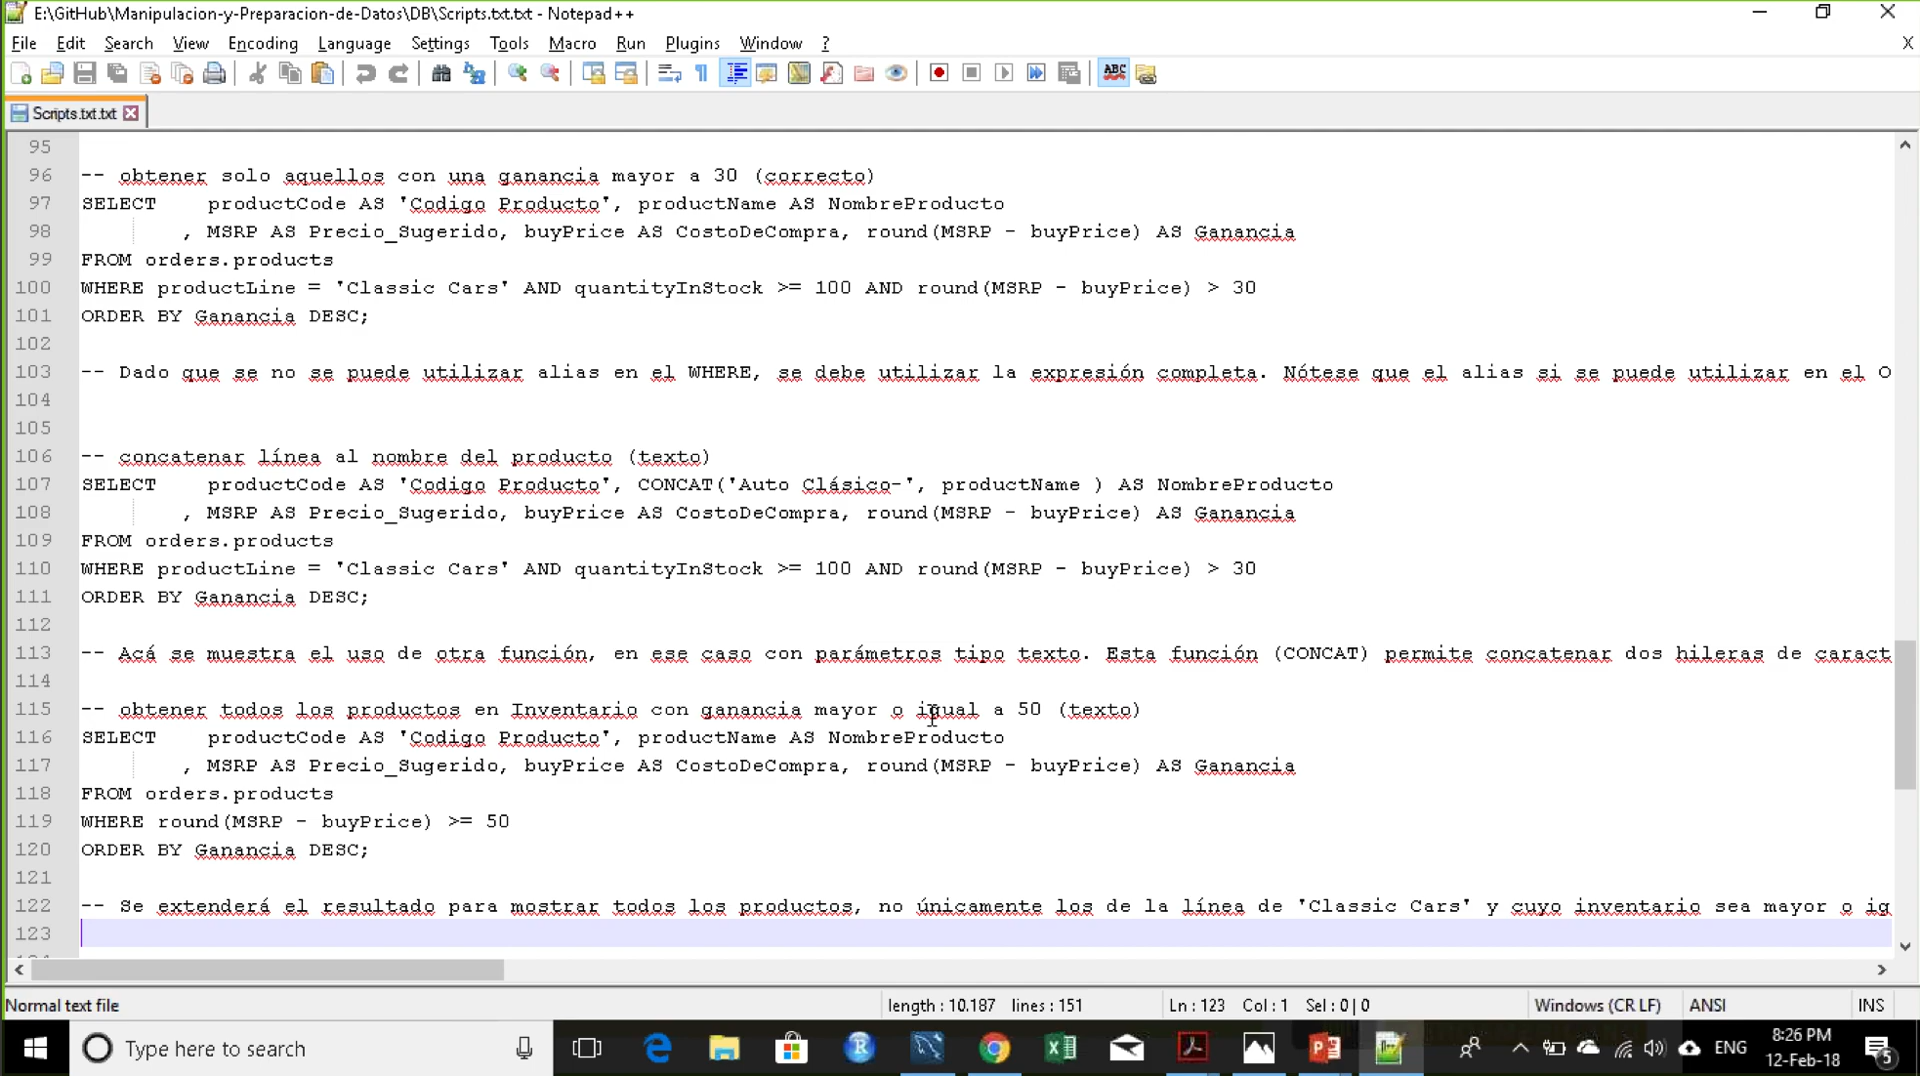 E:\GitHub\Manipulacion-y-Preparacion-de-Datos\DB\Scripts.txt.txt - Notepad++
File Edit Search View Encoding Language Settings Tools Macro Run Plugins Window ? X
ABC
Scripts.txt.txt
95
96 -- obtener solo aquellos con una ganancia mayor a 30 (correcto)
97 SELECT productCode AS 'Codigo Producto', productName AS NombreProducto
98 , MSRP AS Precio_Sugerido, buyPrice AS CostoDeCompra, round(MSRP - buyPrice) AS Ganancia
99 FROM orders.products
100 WHERE productLine = 'Classic Cars' AND quantityInStock >= 100 AND round(MSRP - buyPrice) > 30
101 ORDER BY Ganancia DESC;
102
103 -- Dado que se no se puede utilizar alias en el WHERE, se debe utilizar la expresión completa. Nótese que el alias si se puede utilizar en el O
104
105
106 -- concatenar línea al nombre del producto (texto)
107 SELECT productCode AS 'Codigo Producto', CONCAT('Auto Clásico-', productName ) AS NombreProducto
108 , MSRP AS Precio_Sugerido, buyPrice AS CostoDeCompra, round(MSRP - buyPrice) AS Ganancia
109 FROM orders.products
110 WHERE productLine = 'Classic Cars' AND quantityInStock >= 100 AND round(MSRP - buyPrice) > 30
111 ORDER BY Ganancia DESC;
112
113 -- Acá se muestra el uso de otra función, en ese caso con parámetros tipo texto. Esta función (CONCAT) permite concatenar dos hileras de caract
114
115 -- obtener todos los productos en Inventario con ganancia mayor o igual a 50 (texto)
116 SELECT productCode AS 'Codigo Producto', productName AS NombreProducto
117 , MSRP AS Precio_Sugerido, buyPrice AS CostoDeCompra, round(MSRP - buyPrice) AS Ganancia
118 FROM orders.products
119 WHERE round(MSRP - buyPrice) >= 50
120 ORDER BY Ganancia DESC;
121
122 -- Se extenderá el resultado para mostrar todos los productos, no únicamente los de la línea de 'Classic Cars' y cuyo inventario sea mayor o ig
123
Normal text file length : 10.187 lines : 151 Ln : 123 Col : 1 Sel : 0 | 0 Windows (CR LF) ANSI INS
Type here to search ENG 8:26 PM 12-Feb-18 5